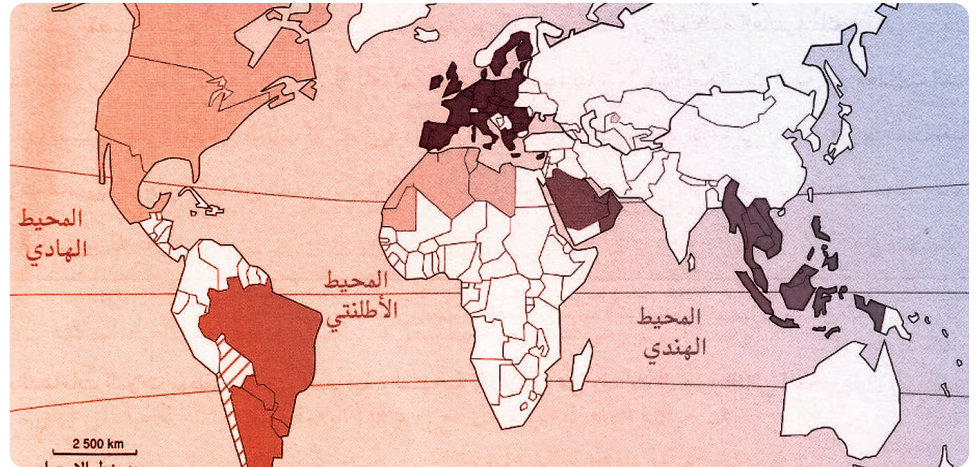 المحيط
الهادي
المحيط
الأطلنتي
المحيط
الهندي
2 500 km